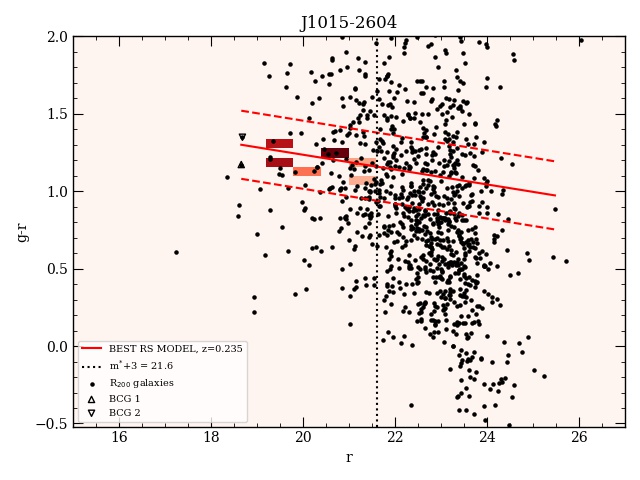 J1015-2604
2.0
1.5
1.0
0.5
0.0
−0.5
g-r
BEST RS MODEL, z=0.235
m*+3 = 21.6
R200 galaxies
BCG 1
BCG 2
16 18 20 22 24 26
r